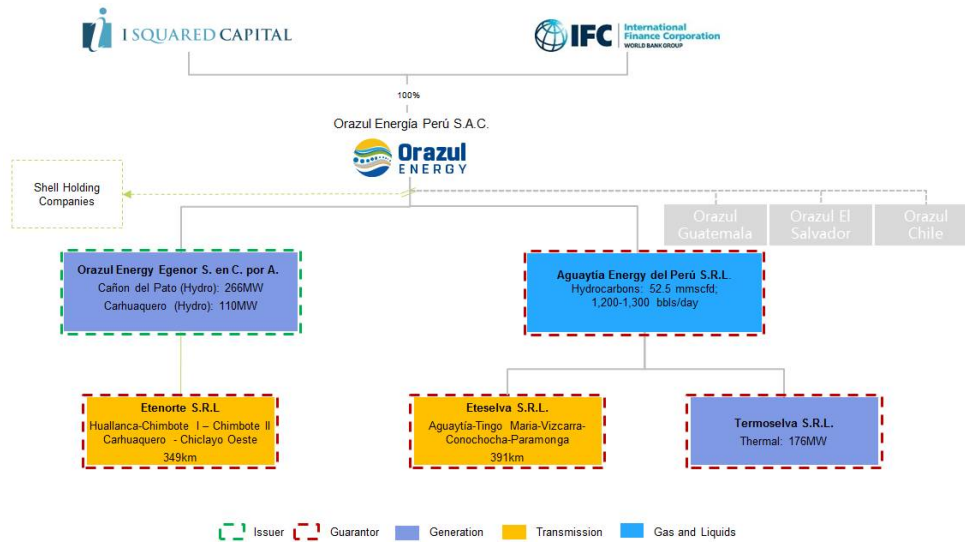 I SQUARED CAPITAL
IFC
International
Finance Corporation
WORLD BANK GROUP
100%
Orazul Energía Perú S.A.C.
Orazul
ENERGY
Shell Holding
Companies
Orazul
Guatemala
Orazul El
Salvador
Orazul
Chile
Orazul Energy Egenor S. en C. por A.
Cañon del Pato (Hydro): 266MW
Carhuaquero (Hydro): 110MW
Aguaytía Energy del Perú S.R.L.
Hydrocarbons: 52.5 mmscfd;
1,200-1,300 bbls/day
Etenorte S.R.L
Huallanca-Chimbote I – Chimbote II
Carhuaquero - Chiclayo Oeste
349km
Eteselva S.R.L.
Aguaytía-Tingo Maria-Vizcarra-
Conochocha-Paramonga
391km
Termoselva S.R.L.
Thermal: 176MW
Issuer
Guarantor
Generation
Transmission
Gas and Liquids